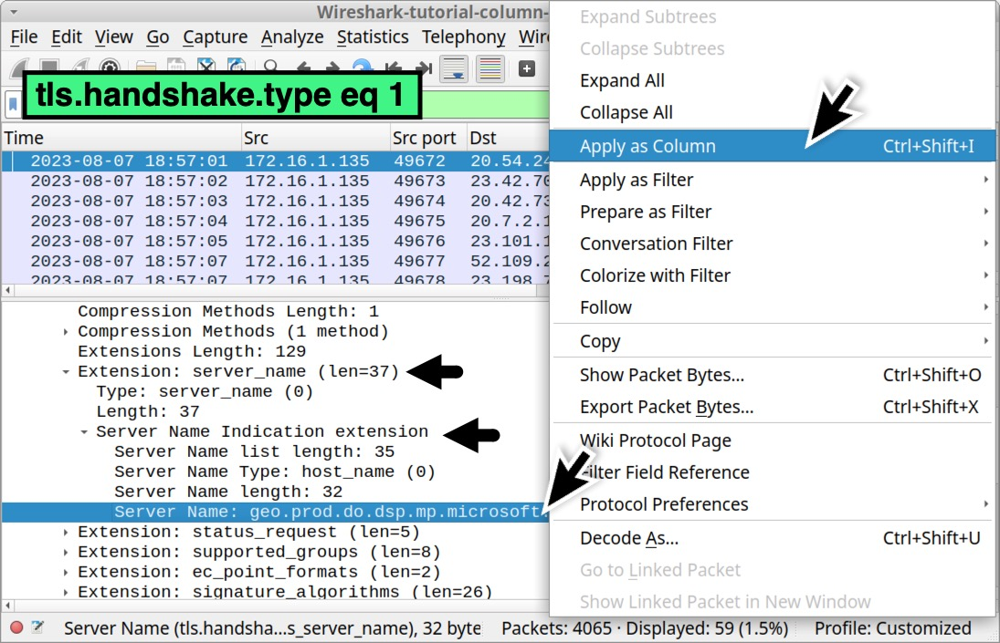 Wireshark-tutorial-column-
File Edit View Go Capture Analyze Statistics Telephony Wire
tls.handshake.type eq 1
Time Src Src port Dst
2023-08-07 18:57:01 172.16.1.135 49672 20.54.24
2023-08-07 18:57:02 172.16.1.135 49673 23.42.70
2023-08-07 18:57:03 172.16.1.135 49674 20.42.73
2023-08-07 18:57:04 172.16.1.135 49675 20.7.2.1
2023-08-07 18:57:05 172.16.1.135 49676 23.101.1
2023-08-07 18:57:07 172.16.1.135 49677 52.109.2
2023-08-07 18:57:07 172.16.1.135 49678 23.198.7
Compression Methods Length: 1
Compression Methods (1 method)
Extensions Length: 129
Extension: server_name (len=37)
Type: server_name (0)
Length: 37
Server Name Indication extension
Server Name list length: 35
Server Name Type: host_name (0)
Server Name length: 32
Server Name: geo.prod.do.dsp.mp.microsoft.
Extension: status_request (len=5)
Extension: supported_groups (len=8)
Extension: ec_point_formats (len=2)
Extension: signature_algorithms (len=26)
Expand Subtrees
Collapse Subtrees
Expand All
Collapse All
Apply as Column Ctrl+Shift+I
Apply as Filter
Prepare as Filter
Conversation Filter
Colorize with Filter
Follow
Copy
Show Packet Bytes... Ctrl+Shift+O
Export Packet Bytes... Ctrl+Shift+X
Wiki Protocol Page
Filter Field Reference
Protocol Preferences
Decode As... Ctrl+Shift+U
Go to Linked Packet
Show Linked Packet in New Window
Server Name (tls.handsha...s_server_name), 32 byte Packets: 4065 · Displayed: 59 (1.5%) Profile: Customized